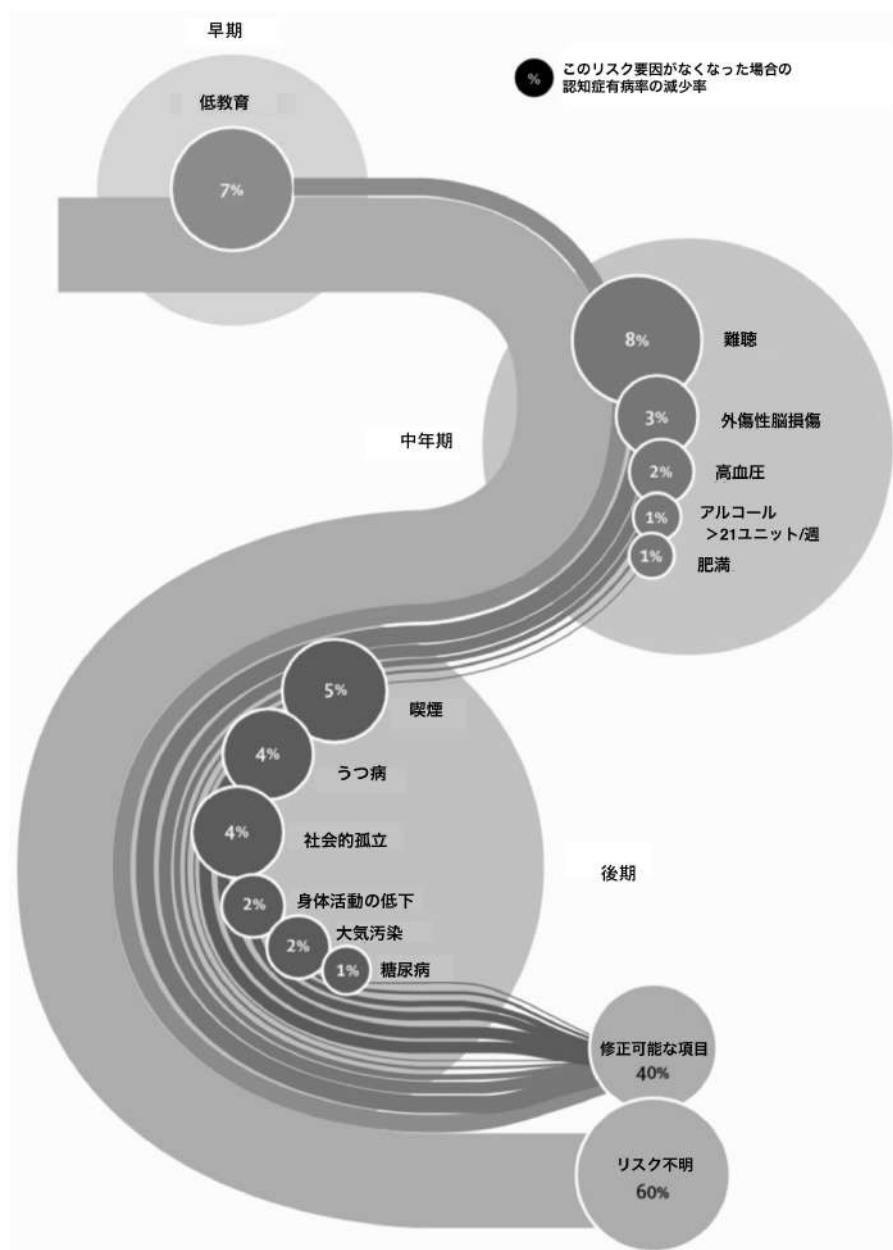 早期
%
このリスク要因がなくなった場合の
認知症有病率の減少率
低教育
7%
8%
難聴
3%
外傷性脳損傷
中年期
2%
高血圧
1%
アルコール
>21ユニット/週
1%
肥満
5%
喫煙
4%
うつ病
4%
社会的孤立
後期
2%
身体活動の低下
2%
大気汚染
1%
糖尿病
修正可能な項目
40%
リスク不明
60%